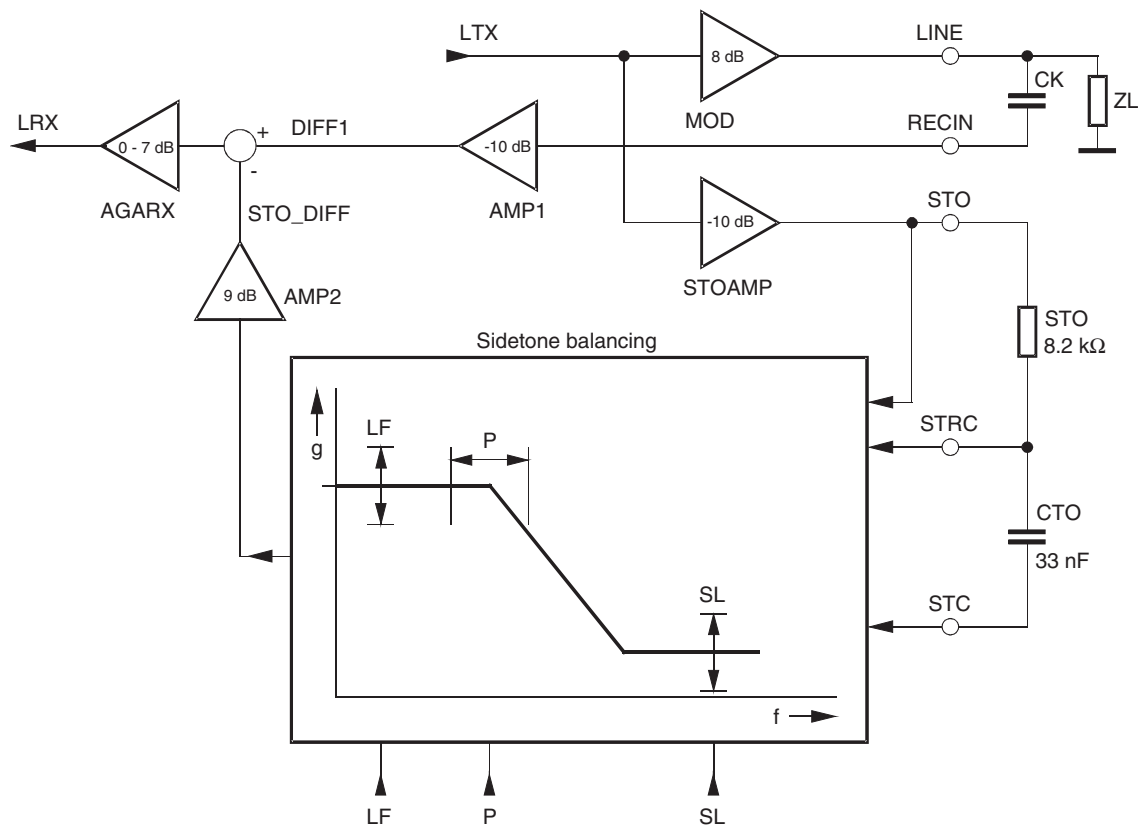 LTX
8 dB
MOD
LINE
CK
ZL
LRX
0 - 7 dB
AGARX
+
-
DIFF1
-10 dB
AMP1
RECIN
STO_DIFF
-10 dB
STOAMP
STO
9 dB
AMP2
STO
8.2 kΩ
Sidetone balancing
STRC
LF
P
g
CTO
33 nF
SL
STC
f
LF
P
SL